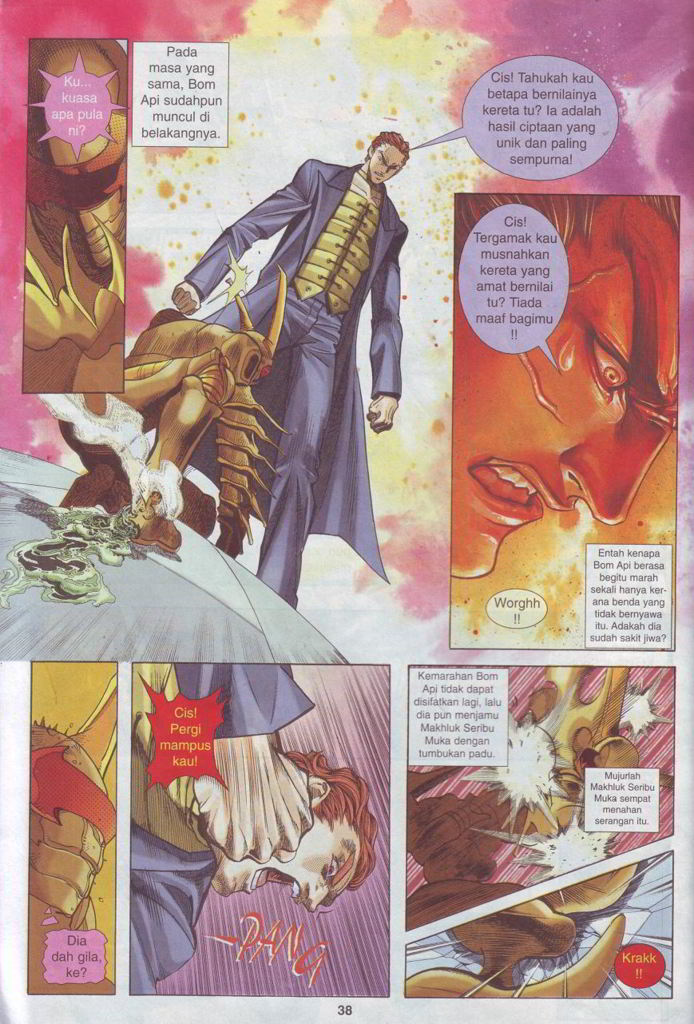 Ku...
kuasa
apa pula
ni?
Pada
masa yang
sama, Bom
Api sudahpun
muncul di
belakangnya.
Cis! Tahukah kau
betapa bernilainya
kereta tu? Ia adalah
hasil ciptaan yang
unik dan paling
sempurna!
Cis!
Tergamak kau
musnahkan
kereta yang
amat bernilai
tu? Tiada
maaf bagimu
!!
Worghh
!!
Entah kenapa
Bom Api berasa
begitu marah
sekali hanya ker-
ana benda yang
tidak bernyawa
itu. Adakah dia
sudah sakit jiwa?
Dia
dah gila,
ke?
Cis!
Pergi
mampus
kau!
PANG
Kemarahan Bom
Api tidak dapat
disifatkan lagi, lalu
dia pun menjamu
Makhluk Seribu
Muka dengan
tumbukan padu.
Mujurlah
Makhluk Seribu
Muka sempat
menahan
serangan itu.
Krakk
!!
38